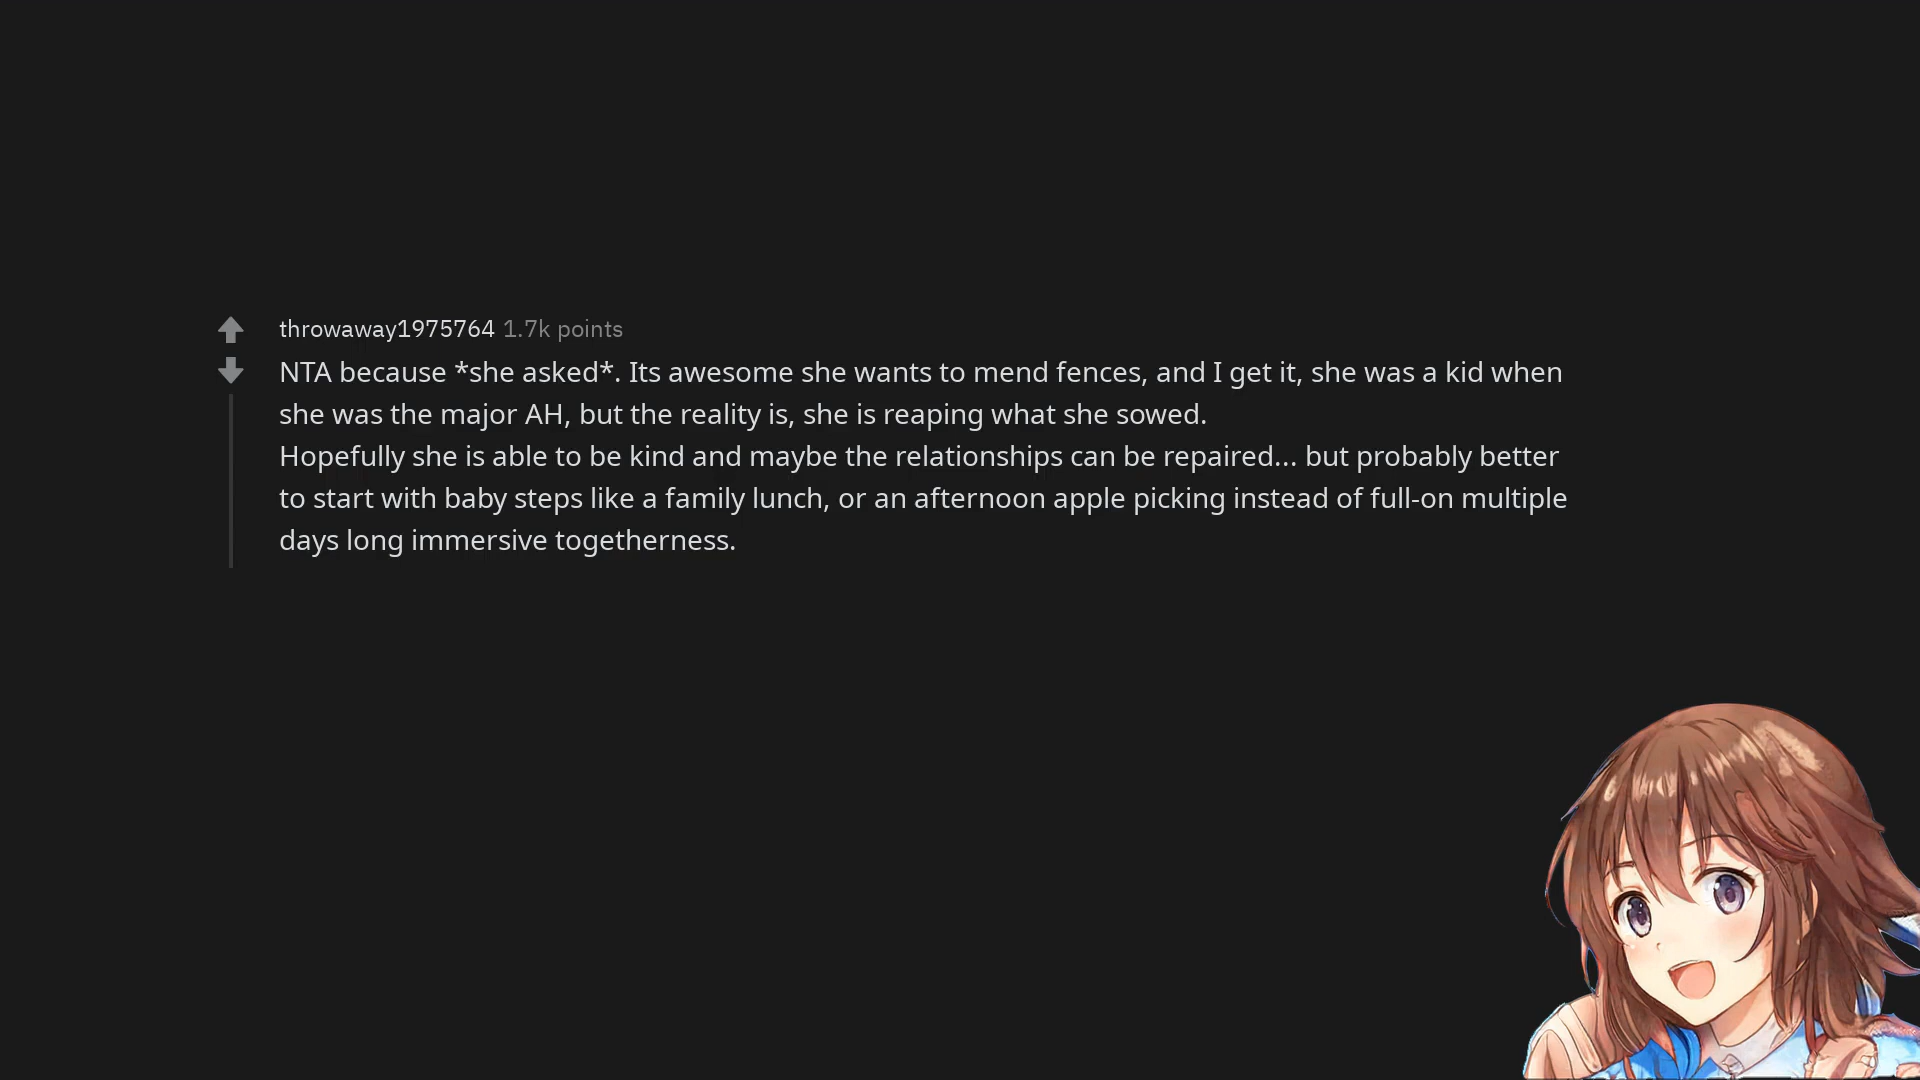 throwaway1975764 1.7k points
NTA because *she asked*. Its awesome she wants to mend fences, and I get it, she was a kid when
she was the major AH, but the reality is, she is reaping what she sowed.
Hopefully she is able to be kind and maybe the relationships can be repaired... but probably better
to start with baby steps like a family lunch, or an afternoon apple picking instead of full-on multiple
days long immersive togetherness.